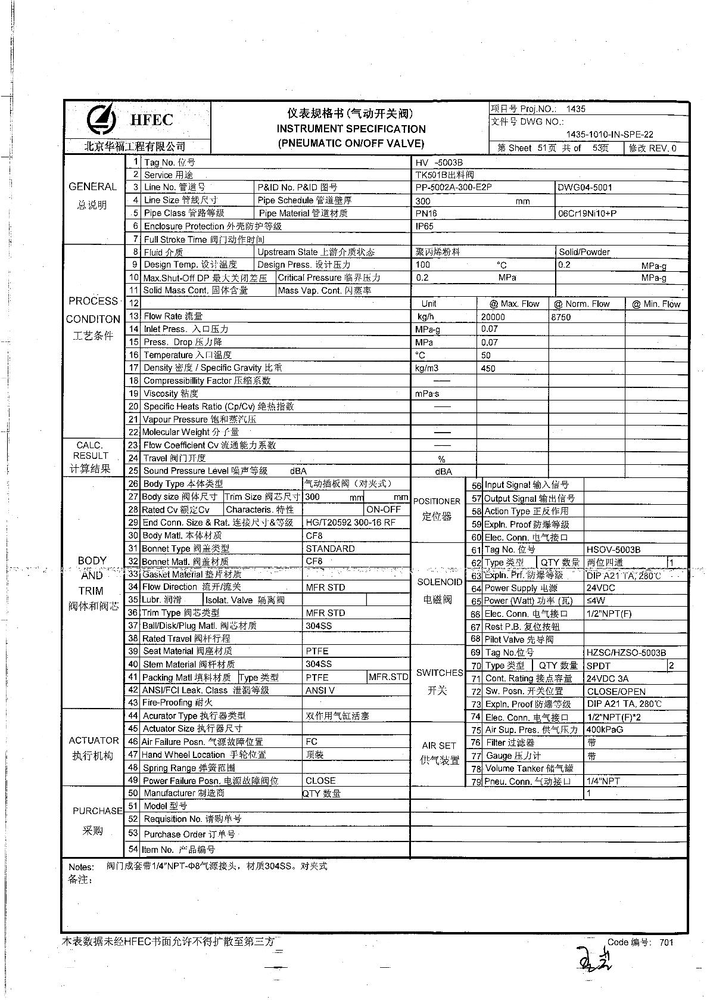 HFEC
北京华福工程有限公司
仪表规格书(气动开关阀)
INSTRUMENT SPECIFICATION
(PNEUMATIC ON/OFF VALVE)
项目号 Proj.NO.: 1435
文件号 DWG NO.:
1435-1010-IN-SPE-22
第 Sheet 51页 共 of 53页 修改 REV. 0
GENERAL
总说明
1 Tag No. 位号 HV -5003B
2 Service 用途 TK501B出料阀
3 Line No. 管道号 P&ID No. P&ID 图号 PP-5002A-300-E2P DWG04-5001
4 Line Size 管线尺寸 Pipe Schedule 管道壁厚 300 mm
5 Pipe Class 管路等级 Pipe Material 管道材质 PN16 06Cr19Ni10+P
6 Enclosure Protection 外壳防护等级 IP65
7 Full Stroke Time 阀门动作时间
PROCESS
CONDITON
工艺条件
8 Fluid 介质 Upstream State 上游介质状态 聚丙烯粉料 Solid/Powder
9 Design Temp. 设计温度 Design Press. 设计压力 100 °C 0.2 MPa-g
10 Max.Shut-Off DP 最大关闭差压 Critical Pressure 临界压力 0.2 MPa MPa-g
11 Solid Mass Cont. 固体含量 Mass Vap. Cont. 闪蒸率
12 Unit @ Max. Flow @ Norm. Flow @ Min. Flow
13 Flow Rate 流量 kg/h 20000 8750
14 Inlet Press. 入口压力 MPa-g 0.07
15 Press. Drop 压力降 MPa 0.07
16 Temperature 入口温度 °C 50
17 Density 密度 / Specific Gravity 比重 kg/m3 450
18 Compressibillity Factor 压缩系数 ——
19 Viscosity 粘度 mPa·s
20 Specific Heats Ratio (Cp/Cv) 绝热指数 ——
21 Vapour Pressure 饱和蒸汽压
22 Molecular Weight 分子量 ——
CALC.
RESULT
计算结果
23 Flow Coefficient Cv 流通能力系数 ——
24 Travel 阀门开度 %
25 Sound Pressure Level 噪声等级 dBA dBA
BODY
AND
TRIM
阀体和阀芯
26 Body Type 本体类型 气动插板阀（对夹式）
27 Body size 阀体尺寸 Trim Size 阀芯尺寸 300 mm mm
28 Rated Cv 额定Cv Characteris. 特性 ON-OFF
29 End Conn. Size & Rat. 连接尺寸&等级 HG/T20592 300-16 RF
30 Body Matl. 本体材质 CF8
31 Bonnet Type 阀盖类型 STANDARD
32 Bonnet Matl. 阀盖材质 CF8
33 Gasket Material 垫片材质
34 Flow Direction 流开/流关 MFR STD
35 Lubr. 润滑 Isolat. Valve 隔离阀
36 Trim Type 阀芯类型 MFR STD
37 Ball/Disk/Plug Matl. 阀芯材质 304SS
38 Rated Travel 阀杆行程
39 Seat Material 阀座材质 PTFE
40 Stem Material 阀杆材质 304SS
41 Packing Matl 填料材质 Type 类型 PTFE MFR.STD
42 ANSI/FCI Leak. Class 泄漏等级 ANSI V
43 Fire-Proofing 耐火
ACTUATOR
执行机构
44 Acurator Type 执行器类型 双作用气缸活塞
45 Actuator Size 执行器尺寸
46 Air Failure Posn. 气源故障位置 FC
47 Hand Wheel Location 手轮位置 顶装
48 Spring Range 弹簧范围
49 Power Failure Posn. 电源故障阀位 CLOSE
POSITIONER
定位器
56 Input Signal 输入信号
57 Output Signal 输出信号
58 Action Type 正反作用
59 Expln. Proof 防爆等级
60 Elec. Conn. 电气接口
SOLENOID
电磁阀
61 Tag No. 位号 HSOV-5003B
62 Type 类型 QTY 数量 两位四通 1
63 Expln. Prf. 防爆等级 DIP A21 TA, 280℃
64 Power Supply 电源 24VDC
65 Power (Watt) 功率 (瓦) ≤4W
66 Elec. Conn. 电气接口 1/2"NPT(F)
67 Rest P.B. 复位按钮
68 Pilot Valve 先导阀
SWITCHES
开关
69 Tag No.位号 HZSC/HZSO-5003B
70 Type 类型 QTY 数量 SPDT 2
71 Cont. Rating 接点容量 24VDC 3A
72 Sw. Posn. 开关位置 CLOSE/OPEN
73 Expln. Proof 防爆等级 DIP A21 TA, 280℃
74 Elec. Conn. 电气接口 1/2"NPT(F)*2
AIR SET
供气装置
75 Air Sup. Pres. 供气压力 400kPaG
76 Filter 过滤器 带
77 Gauge 压力计 带
78 Volume Tanker 储气罐
79 Pneu. Conn. 气动接口 1/4"NPT
PURCHASE
采购
50 Manufacturer 制造商 QTY 数量 1
51 Model 型号
52 Requisition No. 请购单号
53 Purchase Order 订单号
54 Item No. 产品编号
Notes: 阀门成套带1/4"NPT-Φ8气源接头，材质304SS。对夹式
备注：
本表数据未经HFEC书面允许不得扩散至第三方
Code 编号: 701